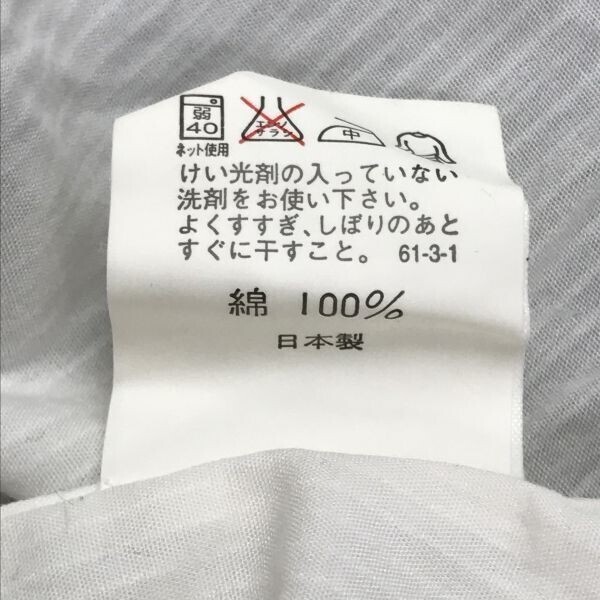 弱
40
エンソ
サラシ
中
ネット使用
けい光剤の入っていない
洗剤をお使い下さい。
よくすすぎ、しぼりのあと
すぐに干すこと。 61-3-1
綿 100%
日本製